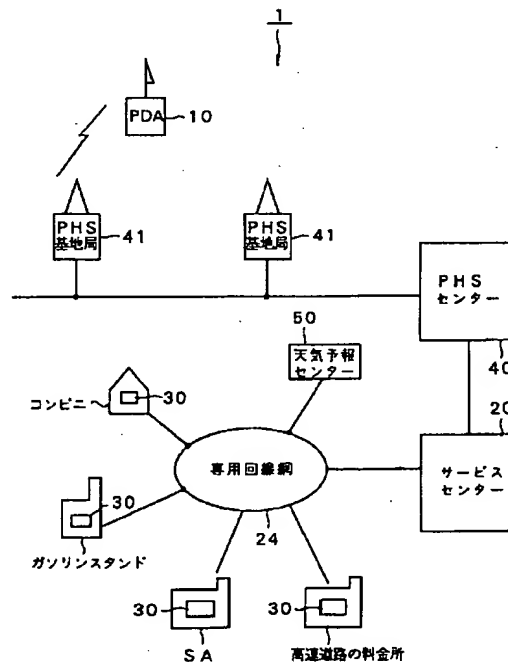 1
PDA
10
PHS
基地局
41
PHS
基地局
41
PHS
センター
40
50
天気予報
センター
コンビニ
30
20
専用回線網
サービス
センター
24
30
ガソリンスタンド
30
SA
30
高速道路の料金所